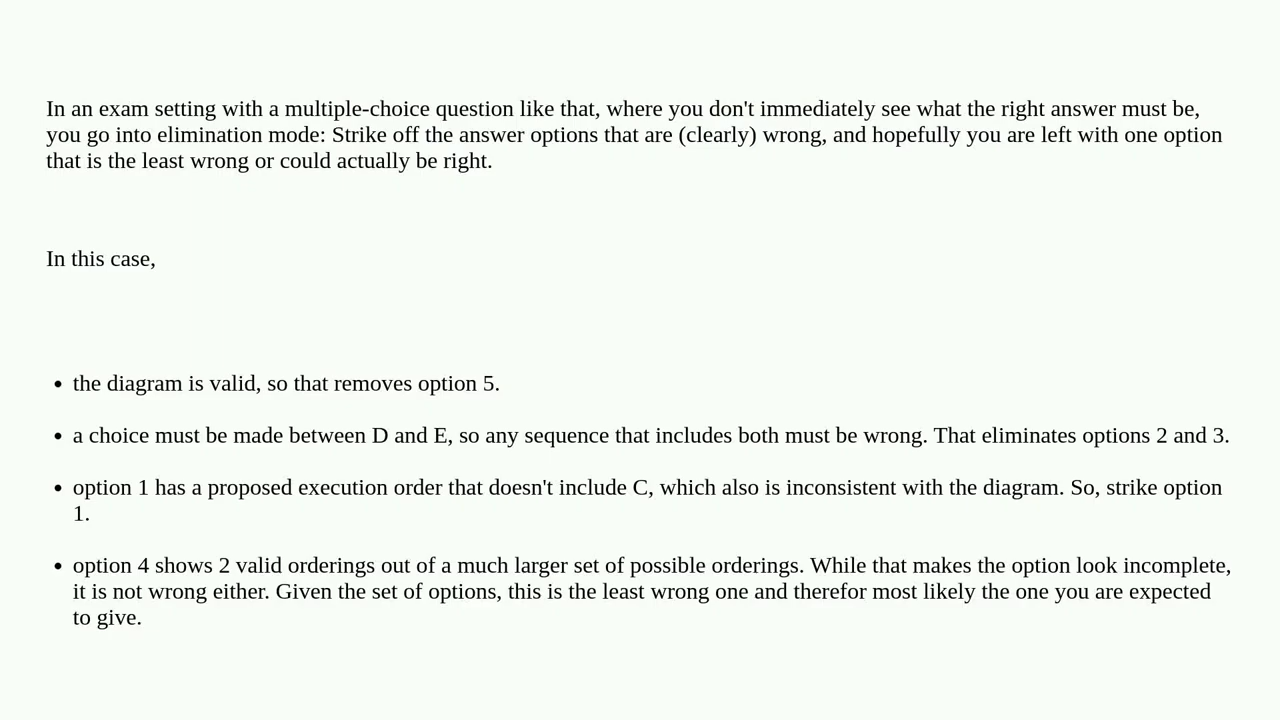 In an exam setting with a multiple-choice question like that, where you don't immediately see what the right answer must be,
you go into elimination mode: Strike off the answer options that are (clearly) wrong, and hopefully you are left with one option
that is the least wrong or could actually be right.
In this case,
• the diagram is valid, so that removes option 5.
• a choice must be made between D and E, so any sequence that includes both must be wrong. That eliminates options 2 and 3.
• option 1 has a proposed execution order that doesn't include C, which also is inconsistent with the diagram. So, strike option
1.
• option 4 shows 2 valid orderings out of a much larger set of possible orderings. While that makes the option look incomplete,
it is not wrong either. Given the set of options, this is the least wrong one and therefor most likely the one you are expected
to give.